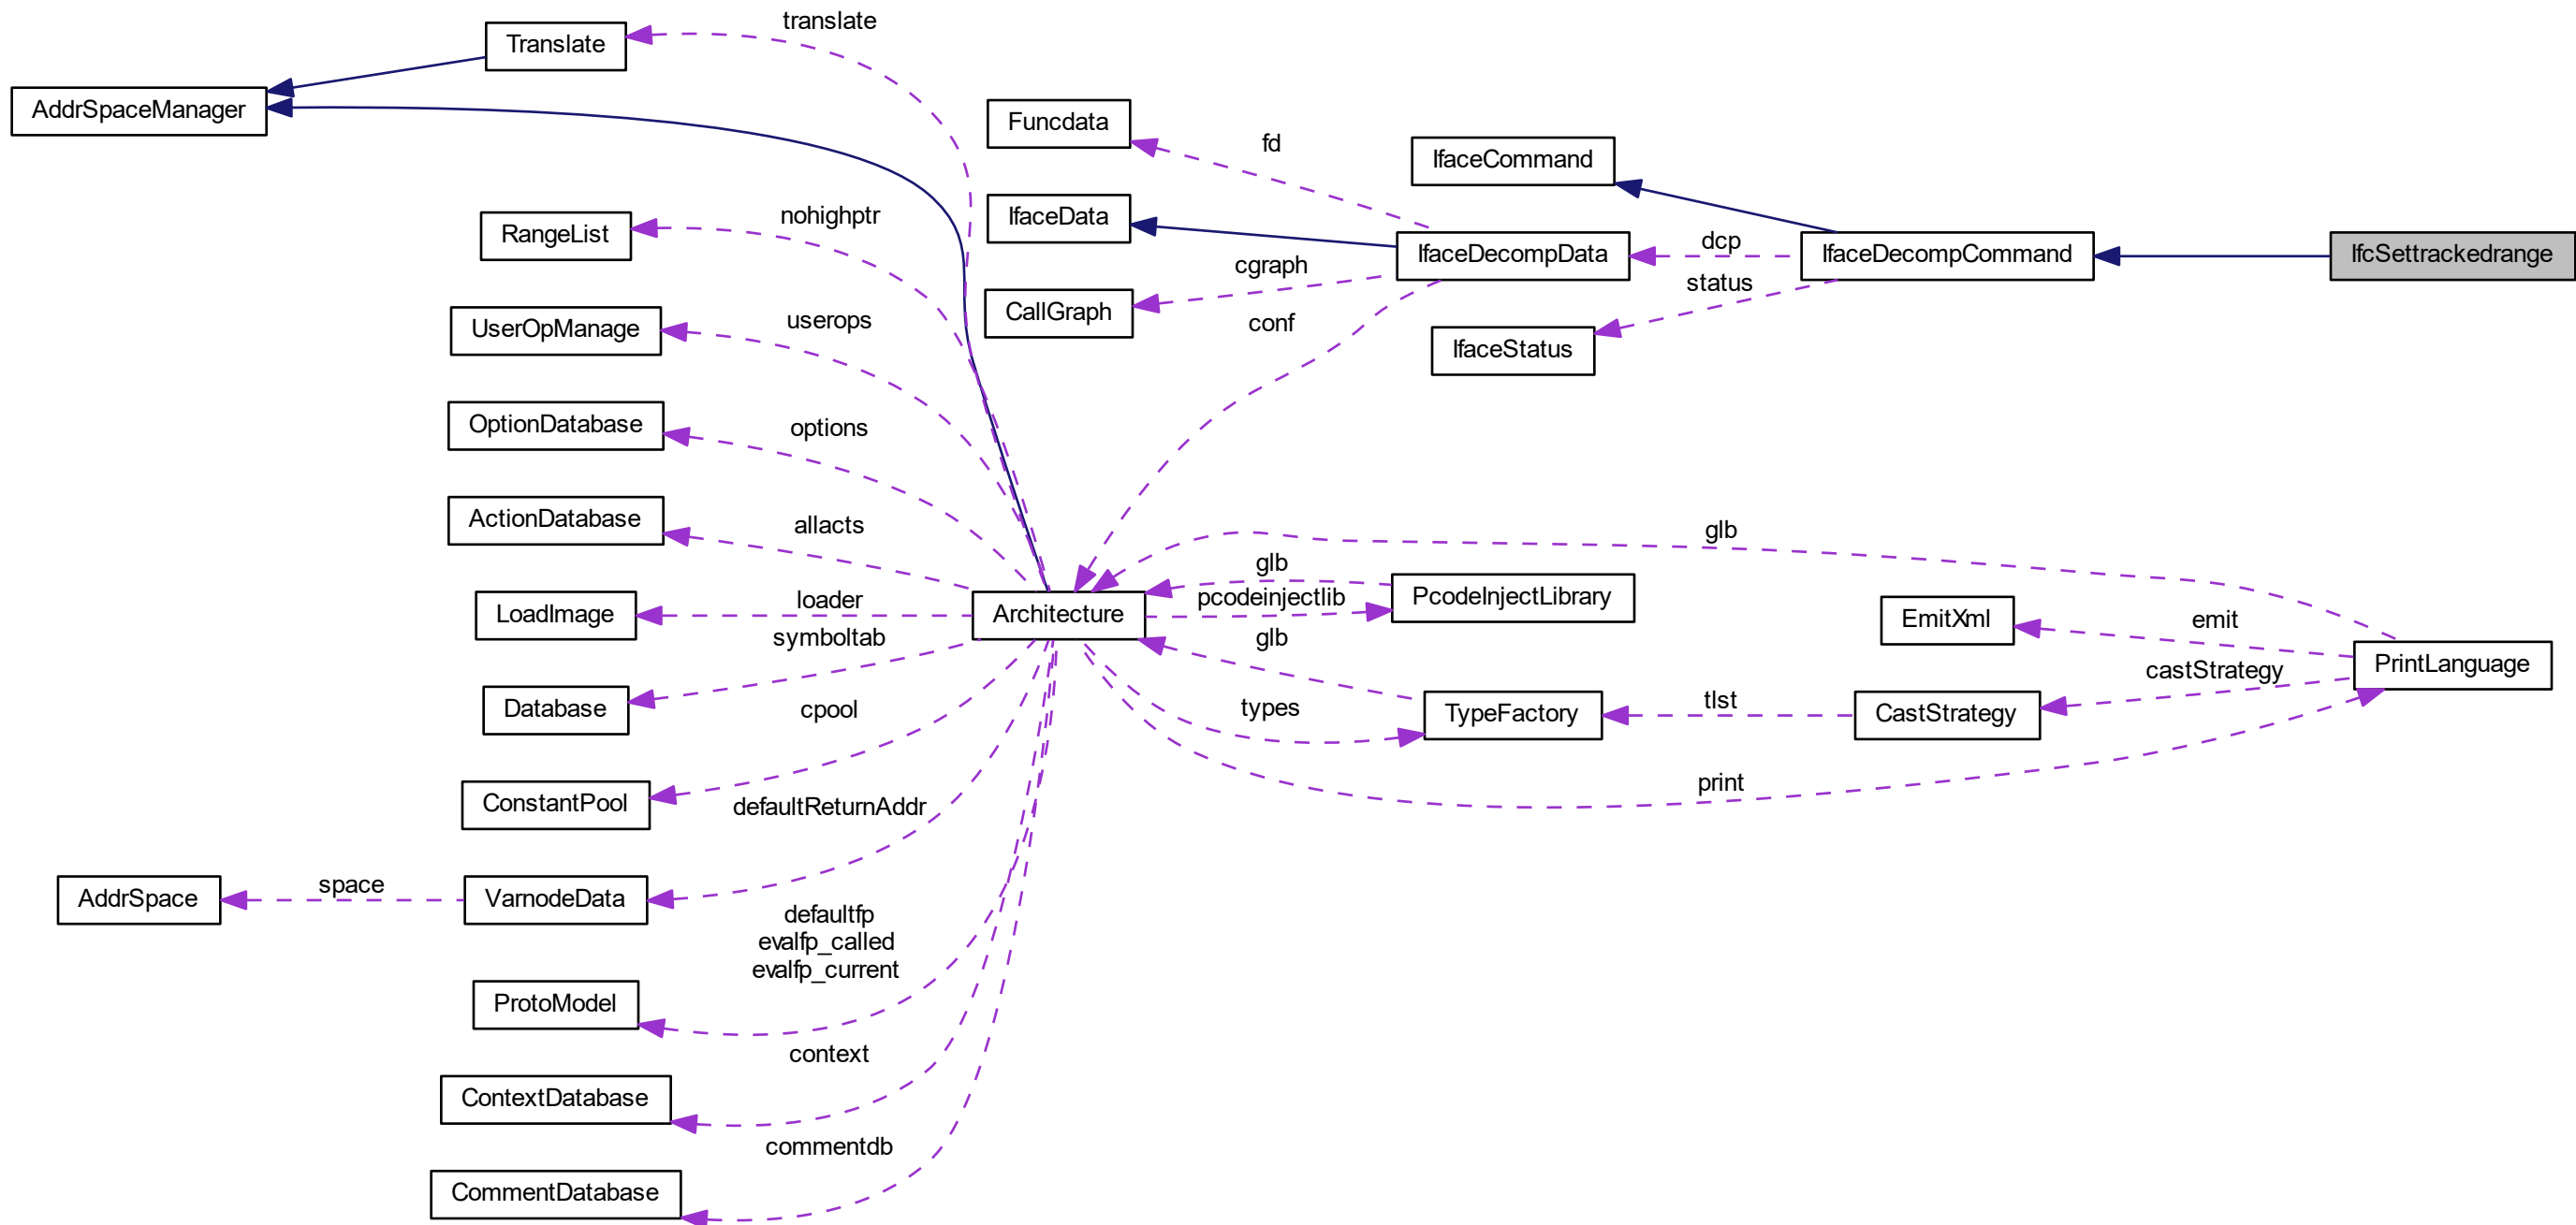 translate
Translate
AddrSpaceManager
Funcdata
fd
IfaceCommand
nohighptr
RangeList
IfaceData
IfaceDecompData
dcp
IfaceDecompCommand
IfcSettrackedrange
cgraph
status
CallGraph
conf
userops
UserOpManage
IfaceStatus
options
OptionDatabase
allacts
ActionDatabase
glb
glb
loader
LoadImage
Architecture
pcodeinjectlib
PcodeInjectLibrary
EmitXml
emit
symboltab
glb
castStrategy
PrintLanguage
Database
cpool
types
TypeFactory
tlst
CastStrategy
print
ConstantPool
defaultReturnAddr
AddrSpace
space
VarnodeData
defaultfp
evalfp_called
evalfp_current
ProtoModel
context
ContextDatabase
commentdb
CommentDatabase